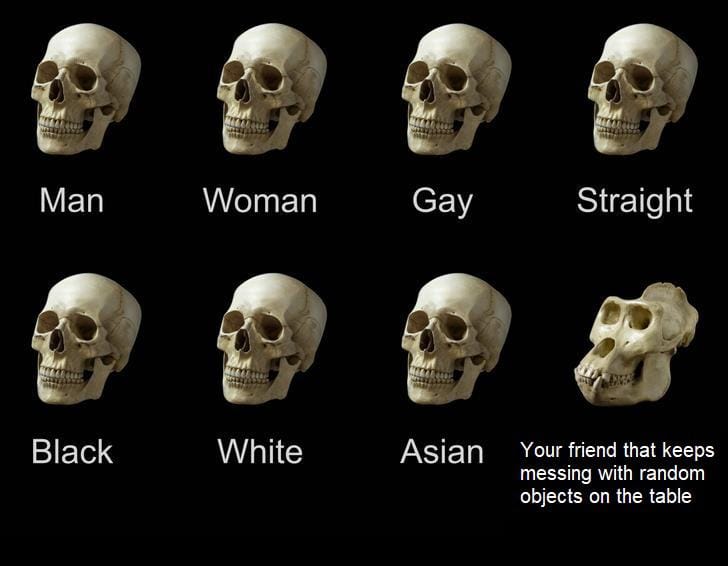 Man
Woman
Gay
Straight
Black
White
Asian
Your friend that keeps
messing with random
objects on the table